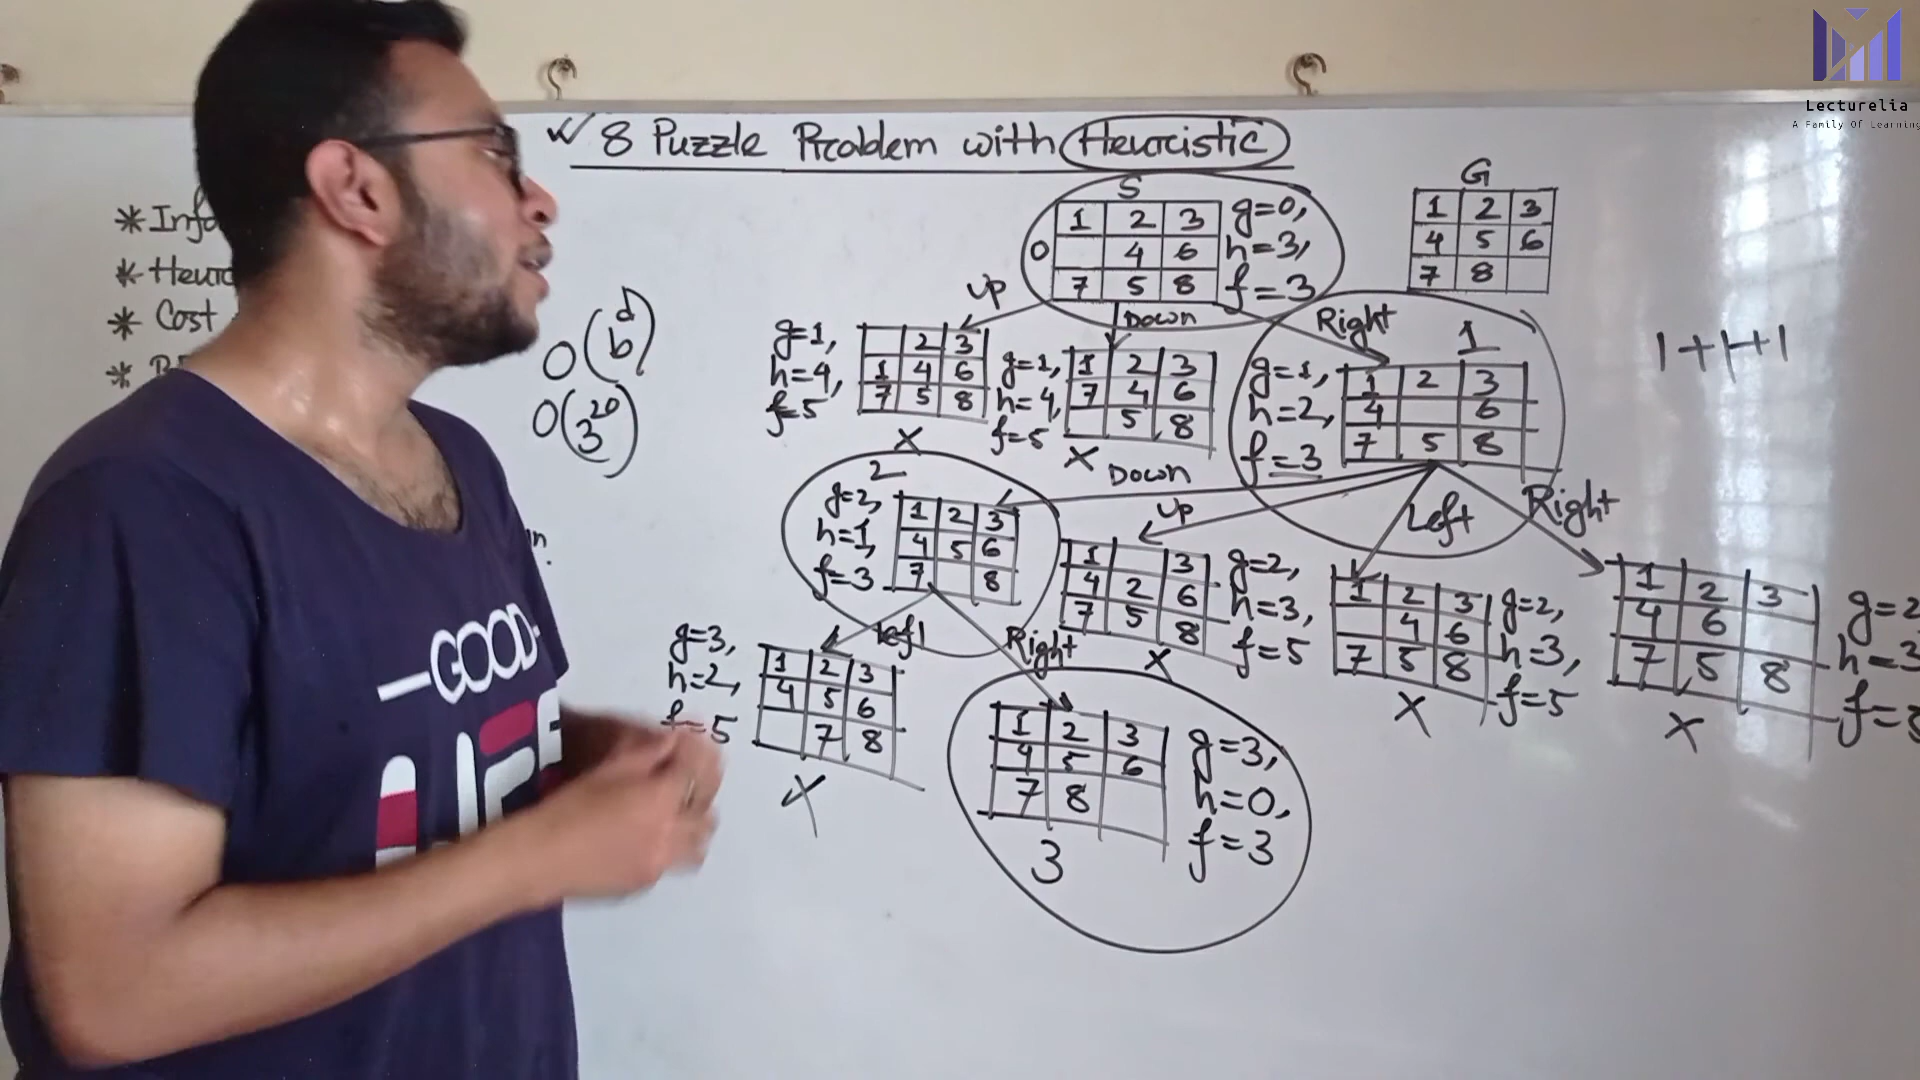 Lecturelia
A Family Of Learning
8 Puzzle Problem with Heuristic
* Info
* Heuri
* Cost
*
O(b^d)
O(3^20)
S
1 2 3
0 4 6
7 5 8
g=0,
h=3,
f=3
G
1 2 3
4 5 6
7 8
1+1+1
UP
Down
Right
g=1,
h=4,
f=5
2 3
1 4 6
7 5 8
X
g=1,
h=4,
f=5
1 2 3
7 4 6
5 8
X
1
g=1,
h=2,
f=3
1 2 3
4 6
7 5 8
Down
UP
Left
Right
2
g=2,
h=1,
f=3
1 2 3
4 5 6
7 8
1 3
4 2 6
7 5 8
g=2,
h=3,
f=5
X
1 2 3
4 6
7 5 8
g=2,
h=3,
f=5
X
1 2 3
4 6
7 5 8
g=2
h=3
f=5
X
Left
Right
g=3,
h=2,
f=5
1 2 3
4 5 6
7 8
X
1 2 3
4 5 6
7 8
g=3,
h=0,
f=3
3
GOOD